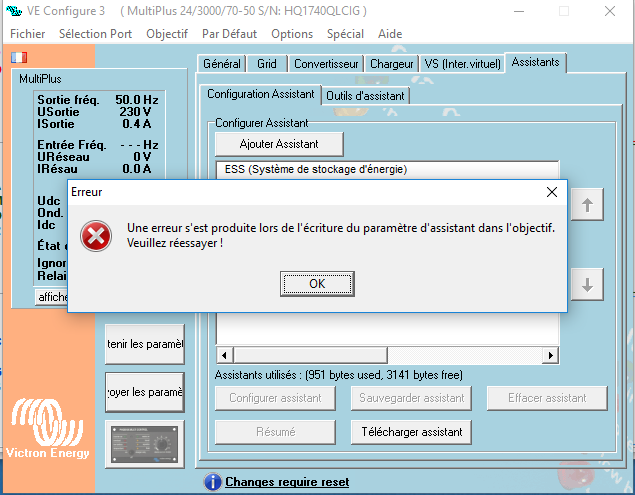 VE Configure 3 ( MultiPlus 24/3000/70-50 S/N: HQ1740QLCIG )
Fichier Sélection Port Objectif Par Défaut Options Spécial Aide
Général Grid Convertisseur Chargeur VS (Inter.virtuel) Assistants
MultiPlus
Configuration Assistant Outils d'assistant
Sortie fréq. 50.0 Hz
USortie 230 V
ISortie 0.4 A
Entrée Fréq. - - - Hz
URéseau 0 V
IRésau 0.0 A
Configurer Assistant
Ajouter Assistant
ESS (Système de stockage d'énergie)
Udc
Ond.
Idc
État
Ignor
Relai
affiche
Erreur
Une erreur s'est produite lors de l'écriture du paramètre d'assistant dans l'objectif.
Veuillez réessayer !
OK
tenir les paramèt
oyer les paramè
Assistants utilisés : (951 bytes used, 3141 bytes free)
Configurer assistant Sauvegarder assistant Effacer assistant
Résumé Télécharger assistant
Victron Energy
Changes require reset